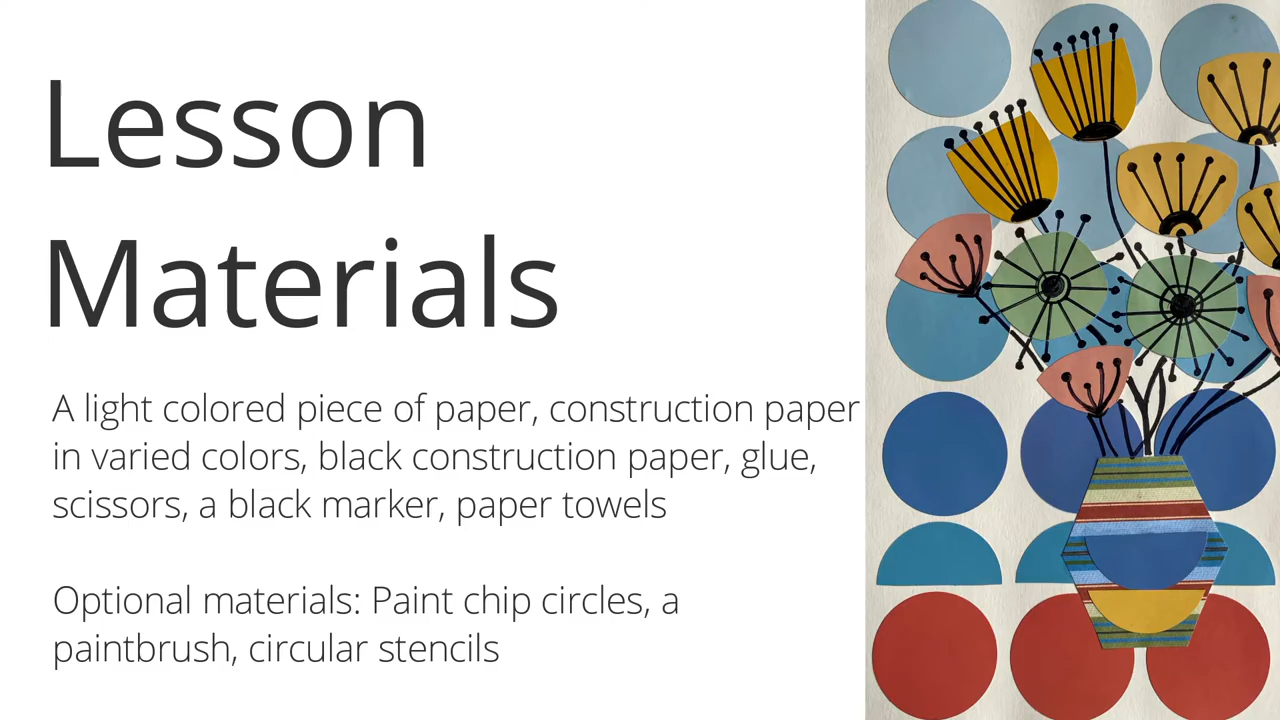 Lesson
Materials
A light colored piece of paper, construction paper
in varied colors, black construction paper, glue,
scissors, a black marker, paper towels
Optional materials: Paint chip circles, a
paintbrush, circular stencils